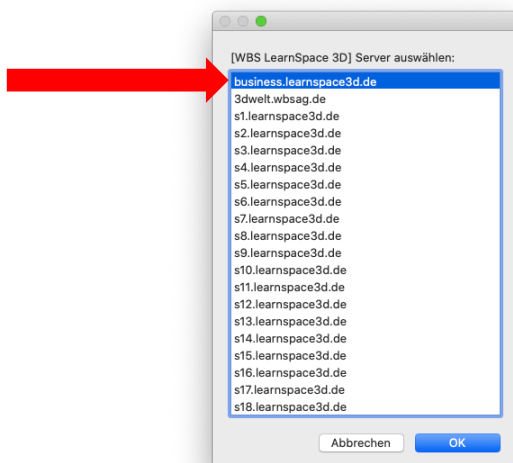 [WBS LearnSpace 3D] Server auswählen:
business.learnspace3d.de
3dwelt.wbsag.de
s1.learnspace3d.de
s2.learnspace3d.de
s3.learnspace3d.de
s4.learnspace3d.de
s5.learnspace3d.de
s6.learnspace3d.de
s7.learnspace3d.de
s8.learnspace3d.de
s9.learnspace3d.de
s10.learnspace3d.de
s11.learnspace3d.de
s12.learnspace3d.de
s13.learnspace3d.de
s14.learnspace3d.de
s15.learnspace3d.de
s16.learnspace3d.de
s17.learnspace3d.de
s18.learnspace3d.de
Abbrechen OK